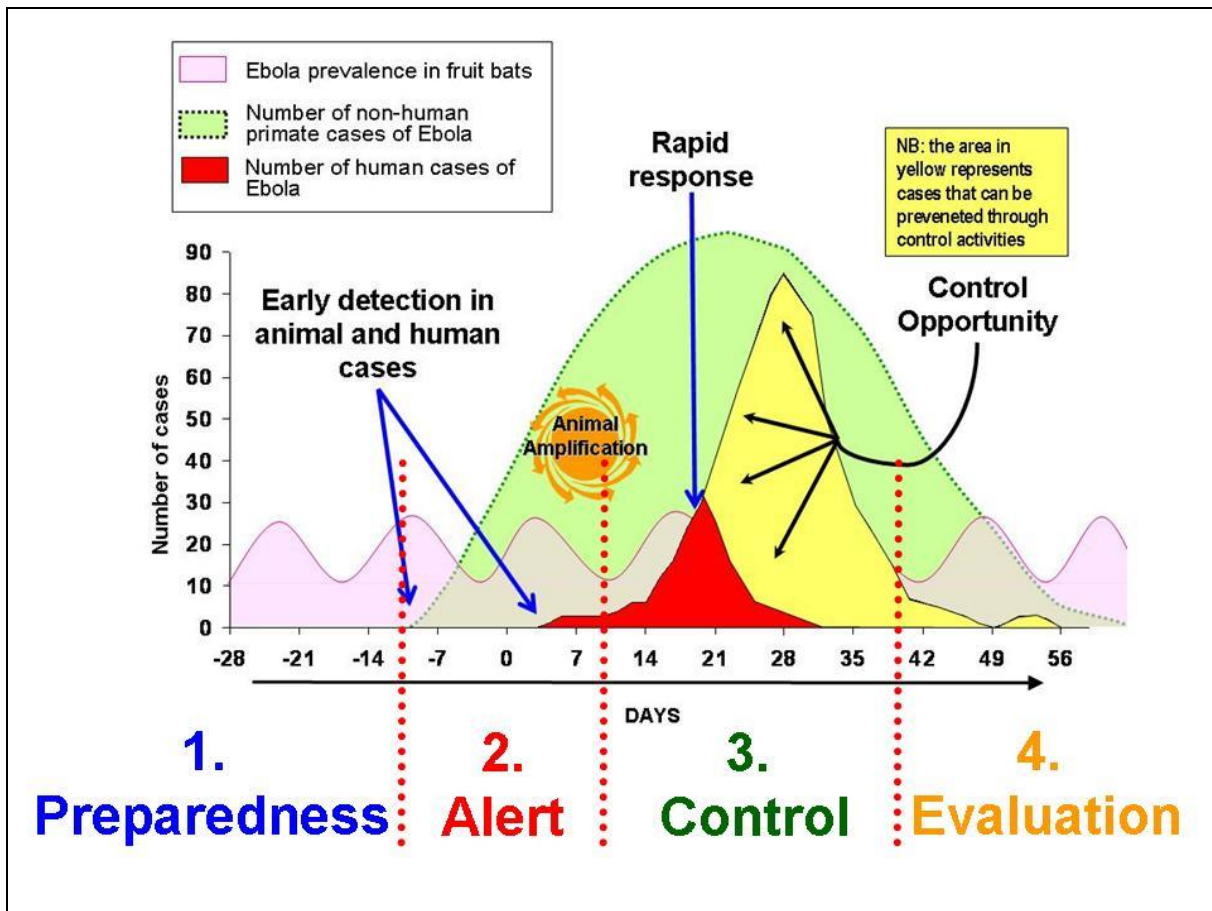 Ebola prevalence in fruit bats
Number of non-human
primate cases of Ebola
Number of human cases of
Ebola
Rapid
response
NB: the area in
yellow represents
cases that can be
preveneted through
control activities
Early detection in
animal and human
cases
Control
Opportunity
Animal
Amplification
Number of cases
90
80
70
60
50
40
30
20
10
0
-28 -21 -14 -7 0 7 14 21 28 35 42 49 56
DAYS
1.
Preparedness
2.
Alert
3.
Control
4.
Evaluation